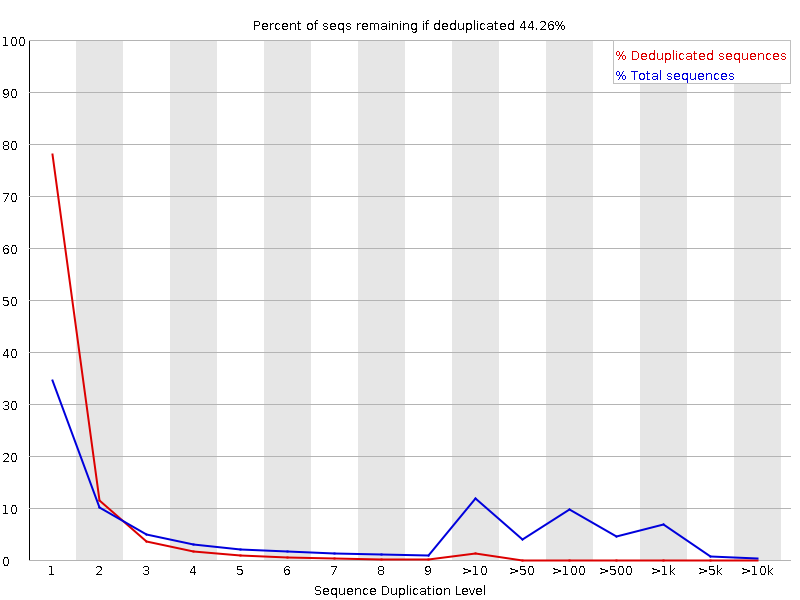 Percent of seqs remaining if deduplicated 44.26%
% Deduplicated sequences
% Total sequences
100
90
80
70
60
50
40
30
20
10
0
1 2 3 4 5 6 7 8 9 >10 >50 >100 >500 >1k >5k >10k
Sequence Duplication Level